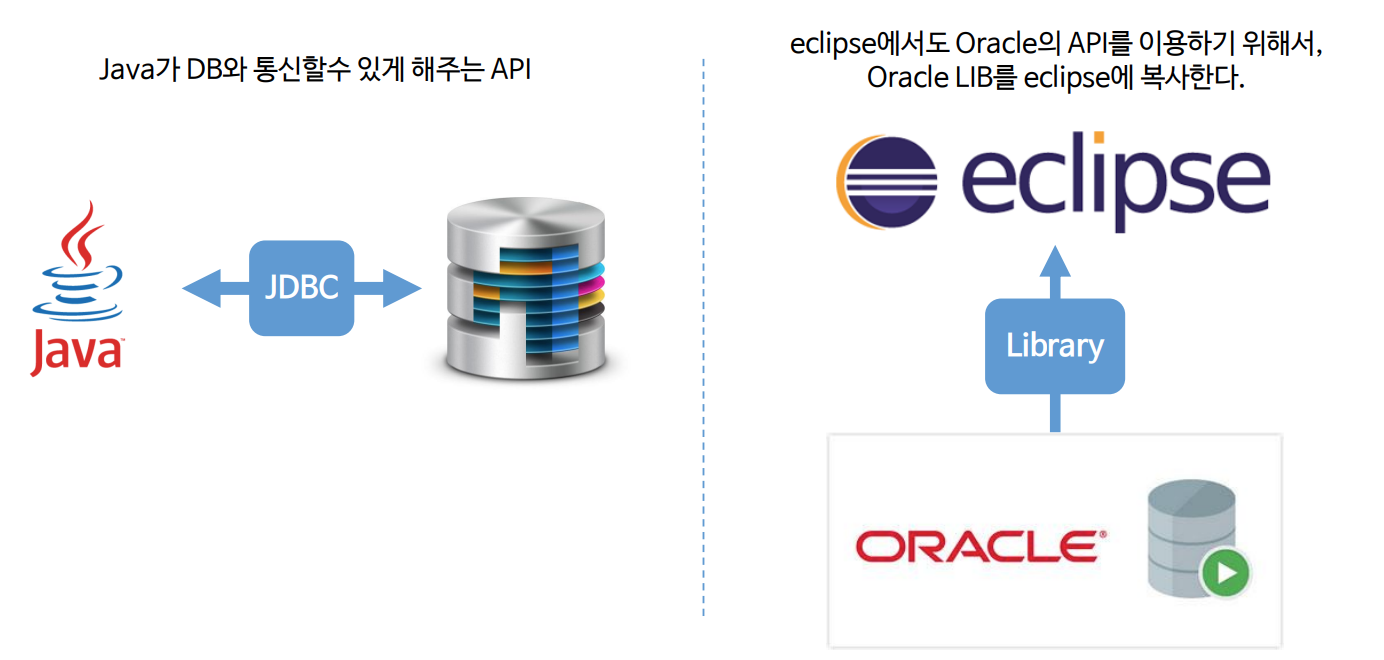 Java가 DB와 통신할수 있게 해주는 API
Java™
JDBC
eclipse에서도 Oracle의 API를 이용하기 위해서,
Oracle LIB를 eclipse에 복사한다.
eclipse
Library
ORACLE®